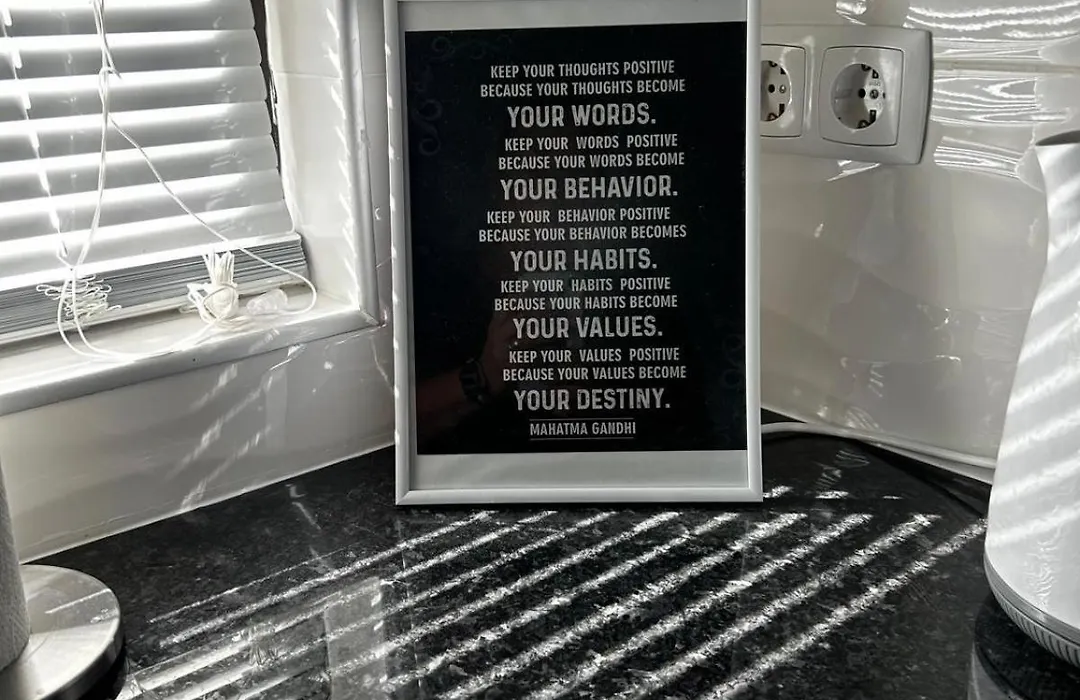 KEEP YOUR THOUGHTS POSITIVE
BECAUSE YOUR THOUGHTS BECOME
YOUR WORDS.
KEEP YOUR WORDS POSITIVE
BECAUSE YOUR WORDS BECOME
YOUR BEHAVIOR.
KEEP YOUR BEHAVIOR POSITIVE
BECAUSE YOUR BEHAVIOR BECOMES
YOUR HABITS.
KEEP YOUR HABITS POSITIVE
BECAUSE YOUR HABITS BECOME
YOUR VALUES.
KEEP YOUR VALUES POSITIVE
BECAUSE YOUR VALUES BECOME
YOUR DESTINY.
MAHATMA GANDHI